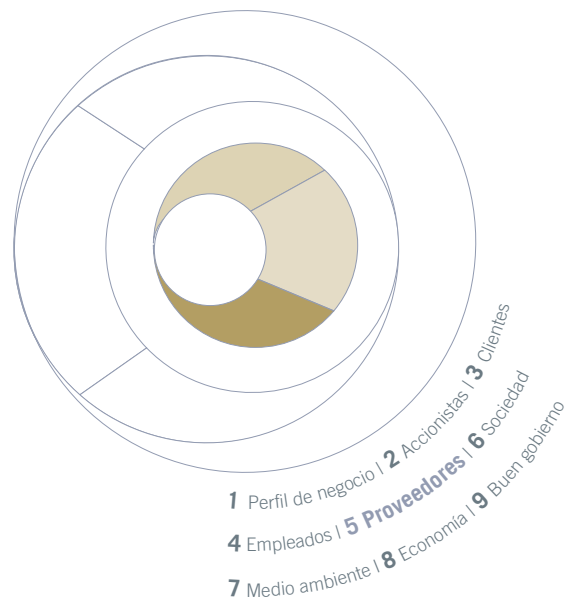 1 Perfil de negocio | 2 Accionistas | 3 Clientes
4 Empleados | 5 Proveedores | 6 Sociedad
7 Medio ambiente | 8 Economía | 9 Buen gobierno